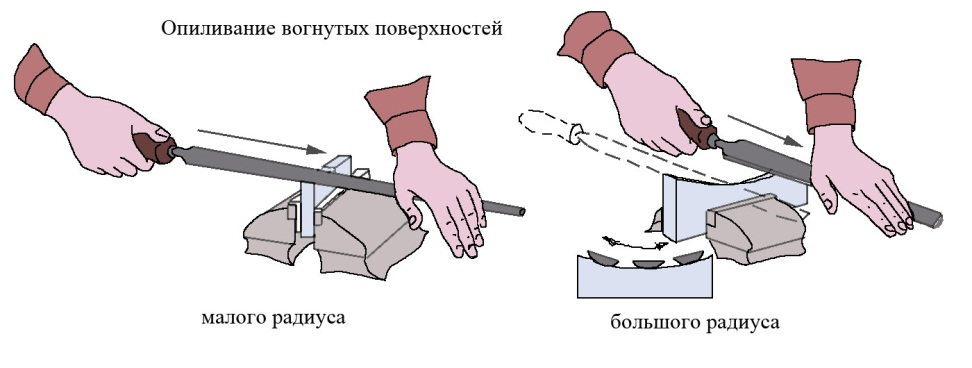 Опиливание вогнутых поверхностей
малого радиуса
большого радиуса